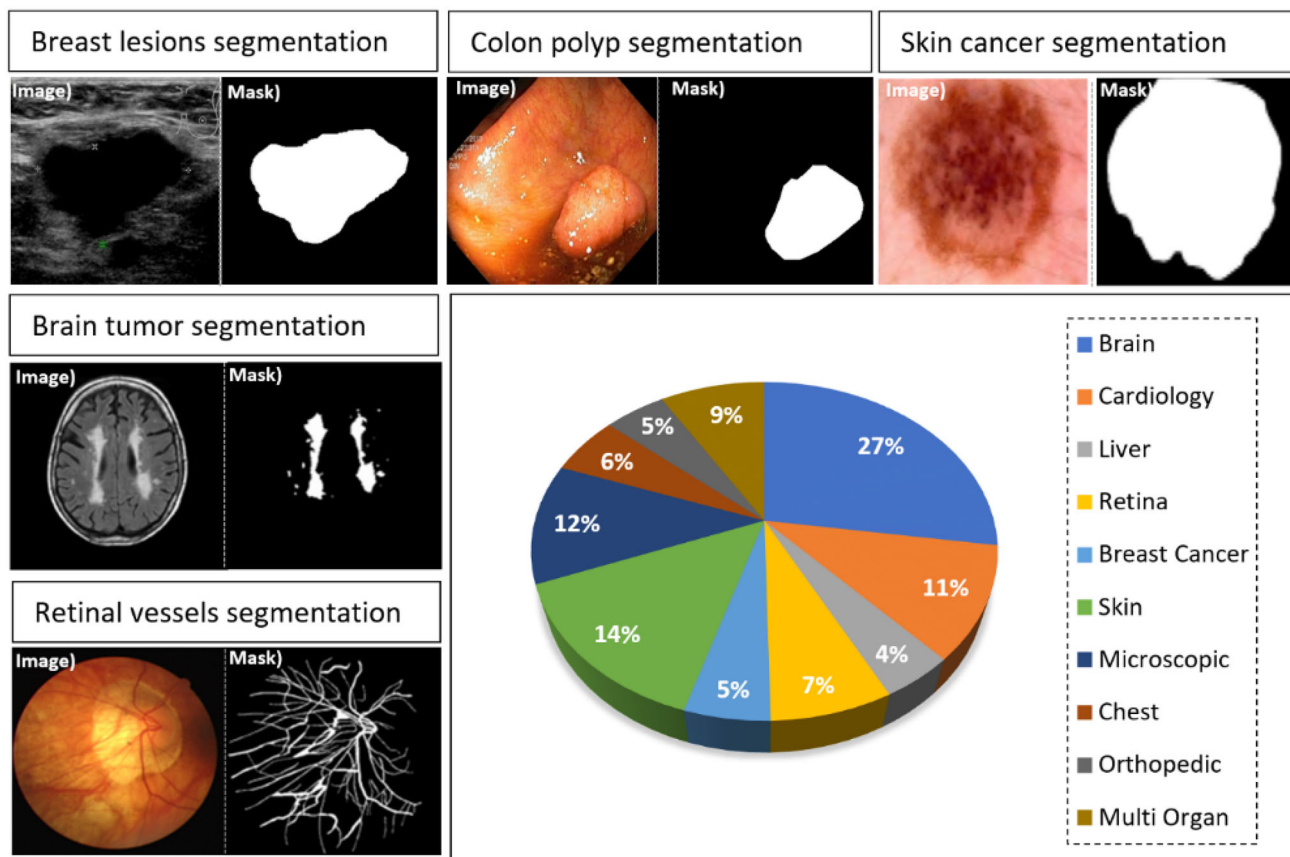 Breast lesions segmentation
Image)
Mask)
Colon polyp segmentation
Image)
Mask)
Skin cancer segmentation
Image)
Mask)
Brain tumor segmentation
Image)
Mask)
Retinal vessels segmentation
Image)
Mask)
27%
11%
4%
7%
5%
14%
12%
6%
5%
9%
Brain
Cardiology
Liver
Retina
Breast Cancer
Skin
Microscopic
Chest
Orthopedic
Multi Organ